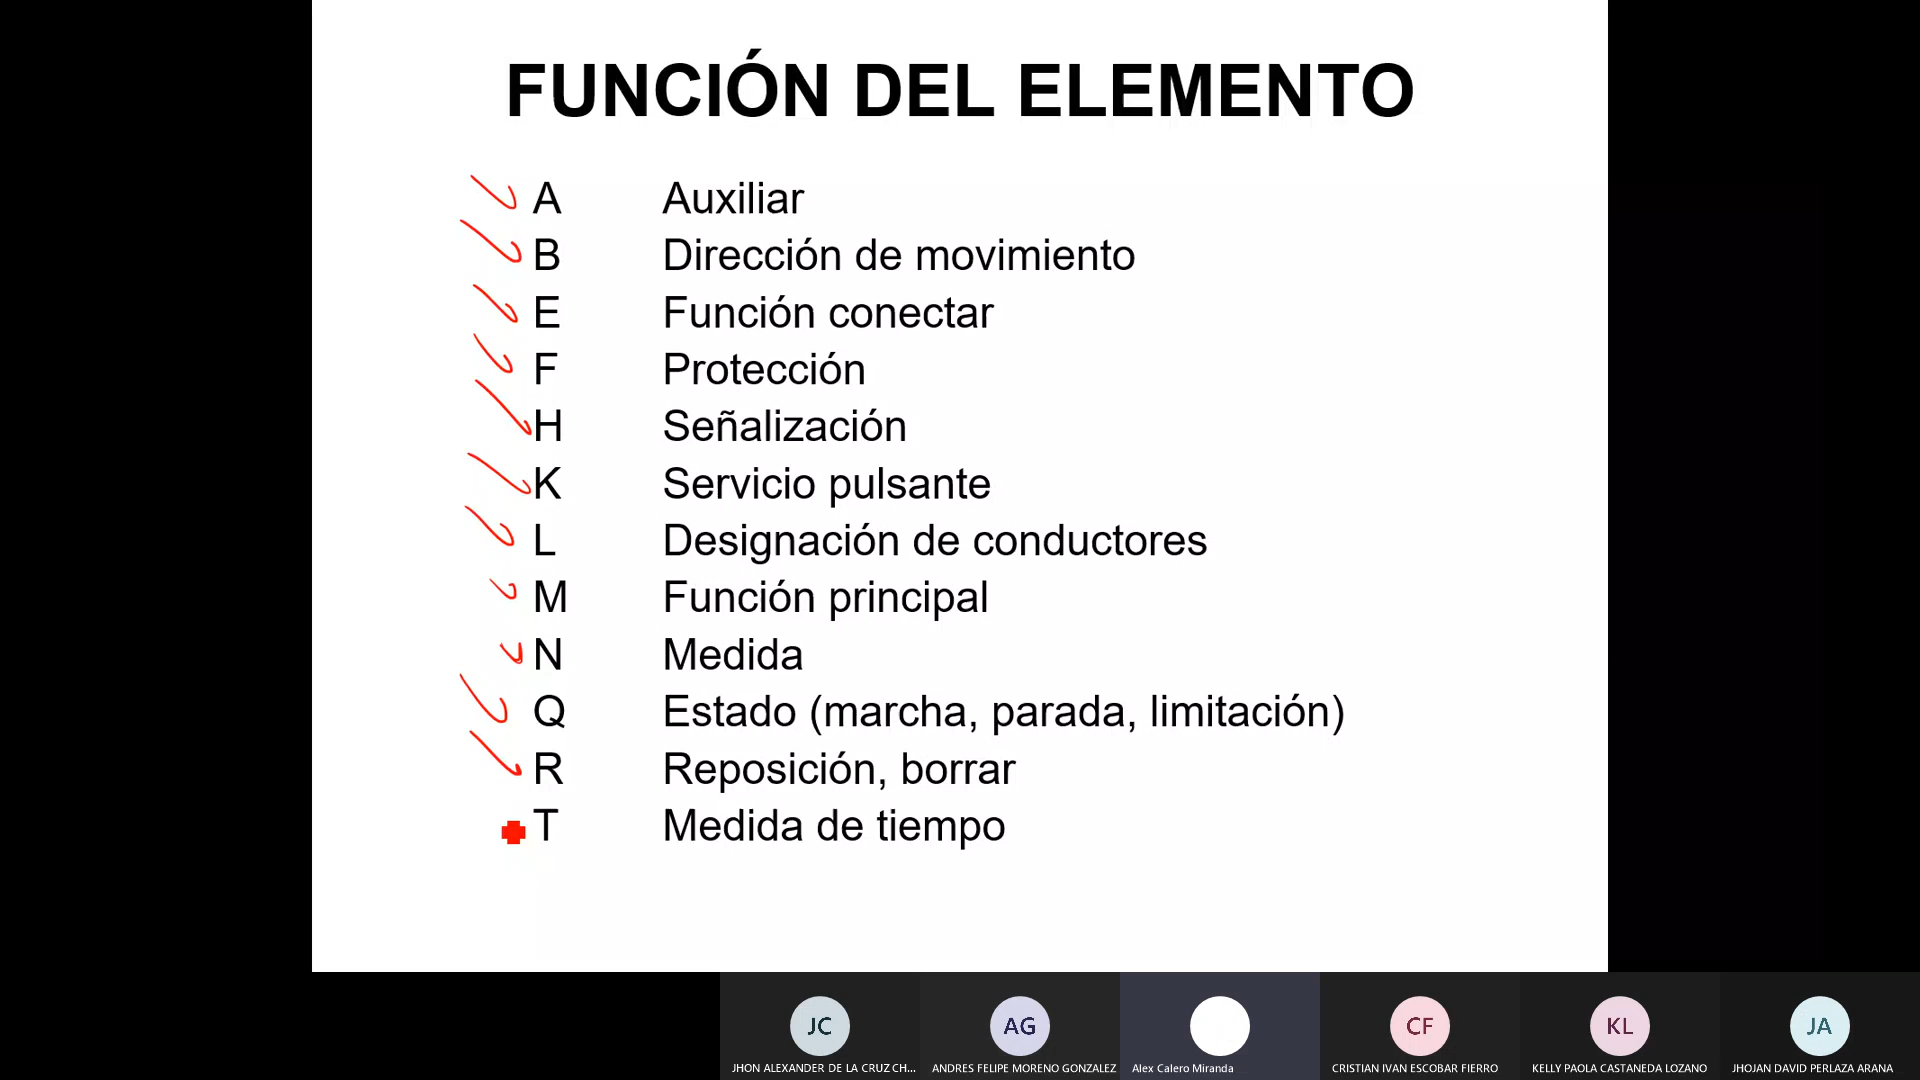 FUNCIÓN DEL ELEMENTO
A Auxiliar
B Dirección de movimiento
E Función conectar
F Protección
H Señalización
K Servicio pulsante
L Designación de conductores
M Función principal
N Medida
Q Estado (marcha, parada, limitación)
R Reposición, borrar
T Medida de tiempo
JC AG CF KL JA
JHON ALEXANDER DE LA CRUZ CH... ANDRES FELIPE MORENO GONZALEZ Alex Calero Miranda CRISTIAN IVAN ESCOBAR FIERRO KELLY PAOLA CASTANEDA LOZANO JHOJAN DAVID PERLAZA ARANA